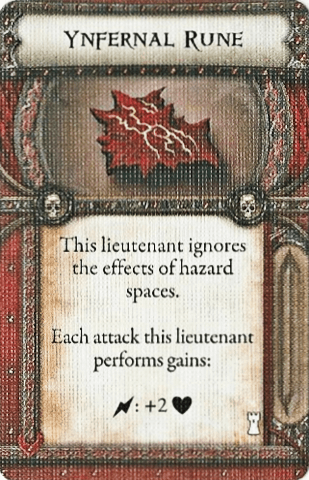 Ynfernal Rune
This lieutenant ignores
the effects of hazard
spaces.
Each attack this lieutenant
performs gains:
: +2